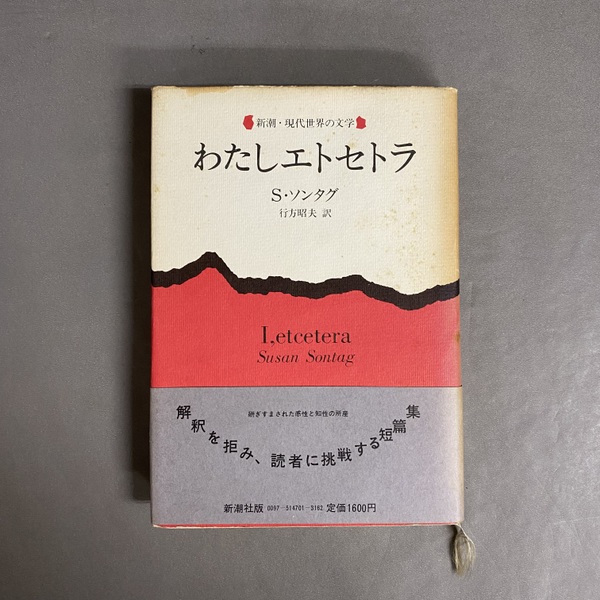 新潮・現代世界の文学
わたしエトセトラ
S・ソンタグ
行方昭夫 訳
I,etcetera
Susan Sontag
研ぎすまされた感性と知性の所産
解釈を拒み、読者に挑戦する短篇集
新潮社版 0097-514701-3162 定価1600円